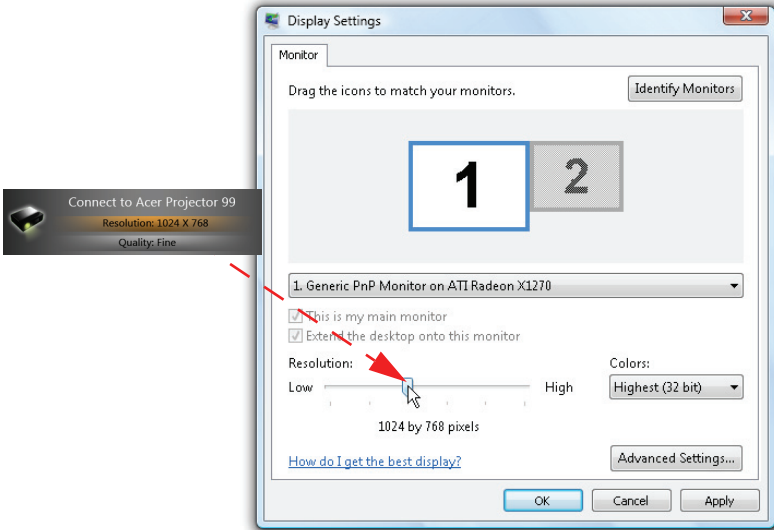 Display Settings
Monitor
Drag the icons to match your monitors.
Identify Monitors
1
2
Connect to Acer Projector 99
Resolution: 1024 X 768
Quality: Fine
1. Generic PnP Monitor on ATI Radeon X1270
This is my main monitor
Extend the desktop onto this monitor
Resolution:
Colors:
Low
High
Highest (32 bit)
1024 by 768 pixels
How do I get the best display?
Advanced Settings...
OK
Cancel
Apply